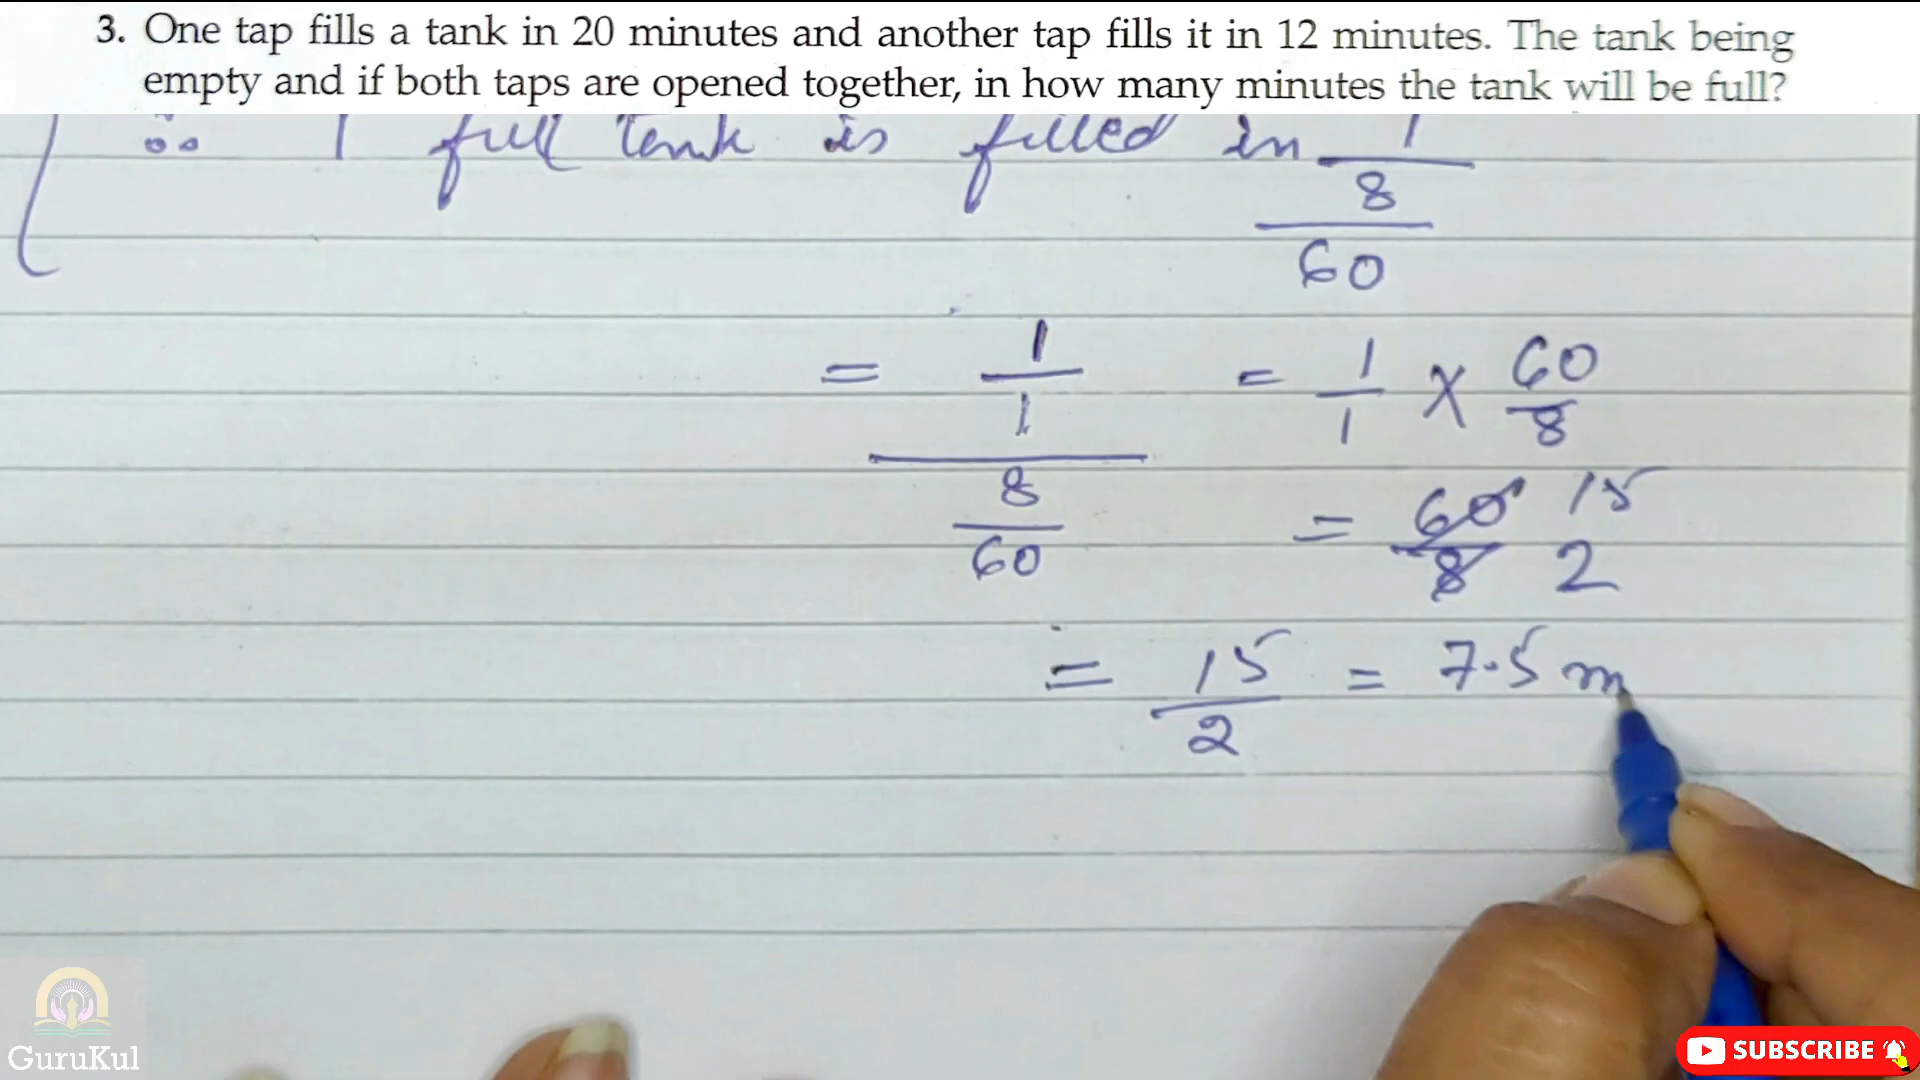 3. One tap fills a tank in 20 minutes and another tap fills it in 12 minutes. The tank being
empty and if both taps are opened together, in how many minutes the tank will be full?
∴ 1 full tank is filled in 1
8
60
= 1 = 1 × 60
1 1 8
8 = 60 15
60 8 2
= 15 = 7.5 m
2
GuruKul
SUBSCRIBE